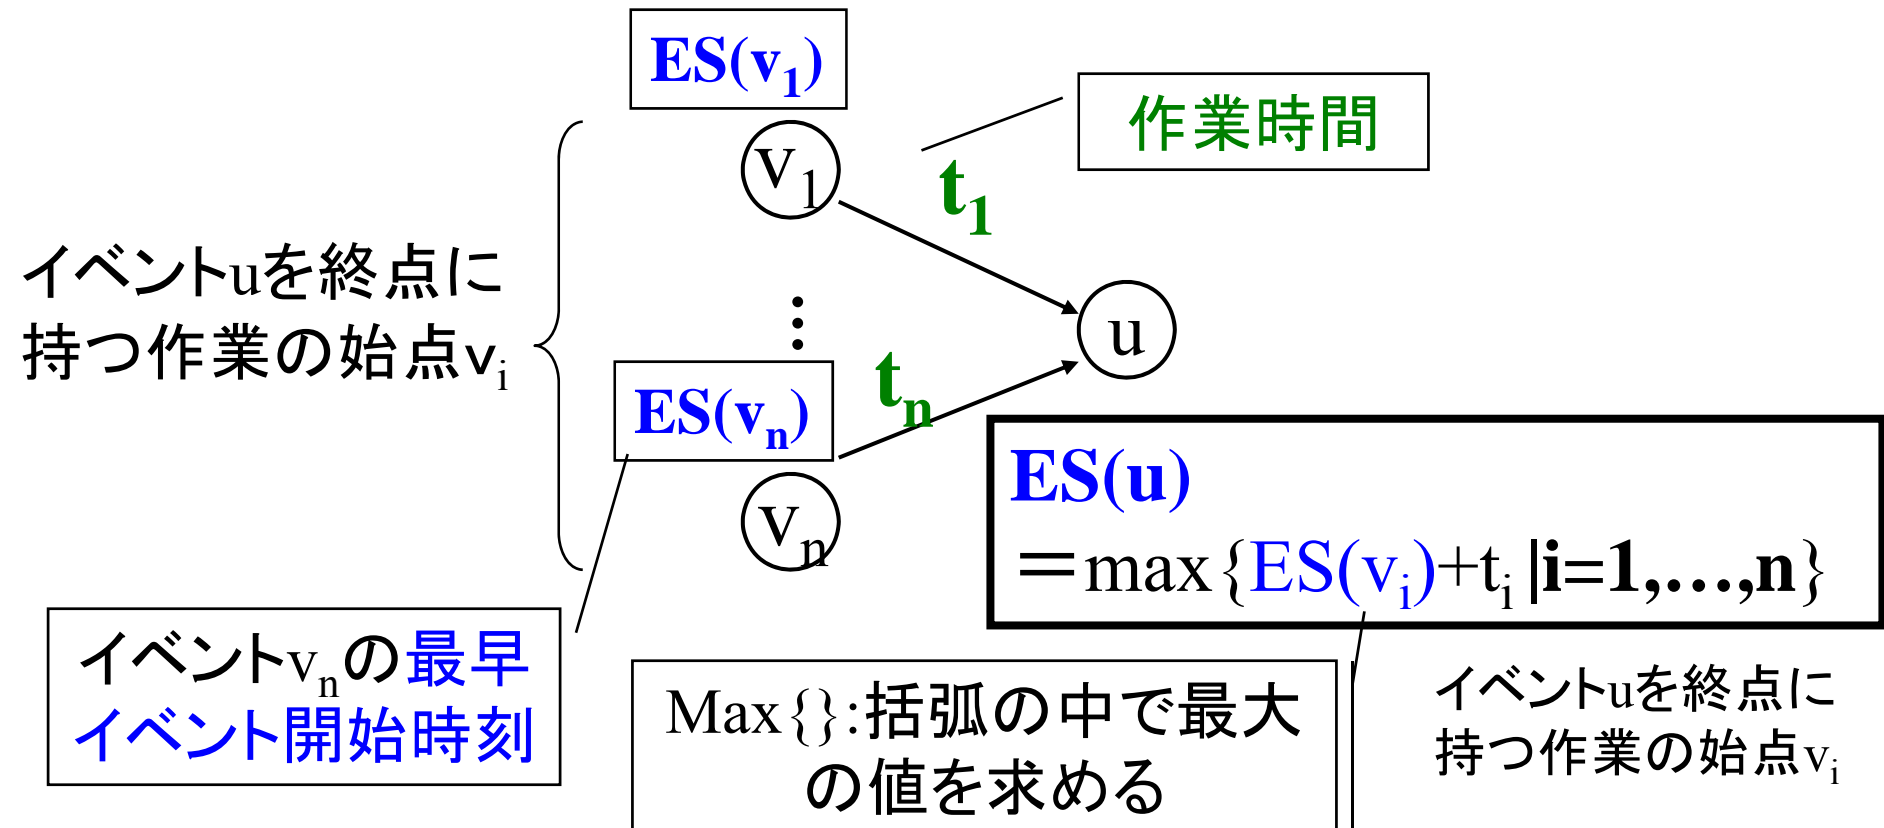 ES(v₁)
作業時間
v₁
t₁
イベントuを終点に
持つ作業の始点vᵢ
⋮
u
tₙ
ES(vₙ)
vₙ
ES(u)
=max{ES(vᵢ)+tᵢ|i=1,…,n}
イベントvₙの最早
イベント開始時刻
Max{}:括弧の中で最大
の値を求める
イベントuを終点に
持つ作業の始点vᵢ